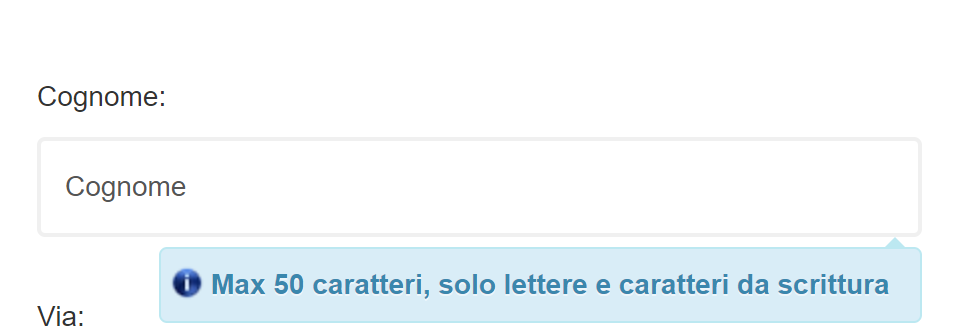 Cognome:
Cognome
Max 50 caratteri, solo lettere e caratteri da scrittura
Via: